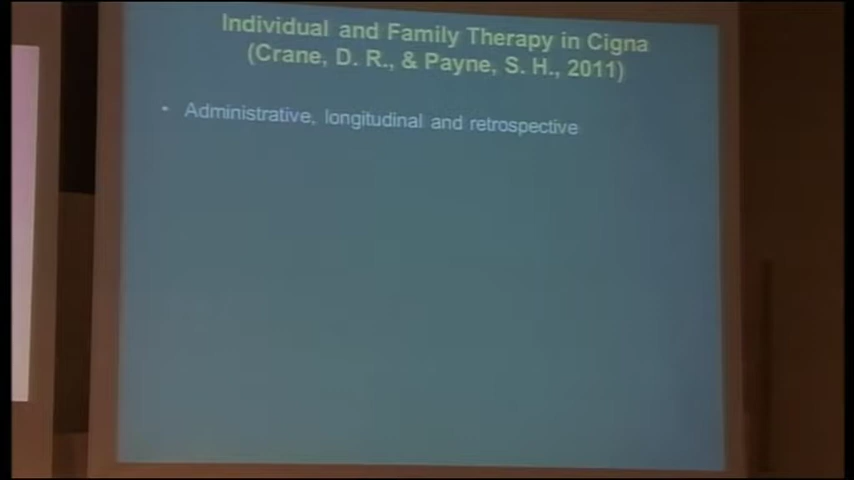 Individual and Family Therapy in Cigna
(Crane, D. R., & Payne, S. H., 2011)
• Administrative, longitudinal and retrospective